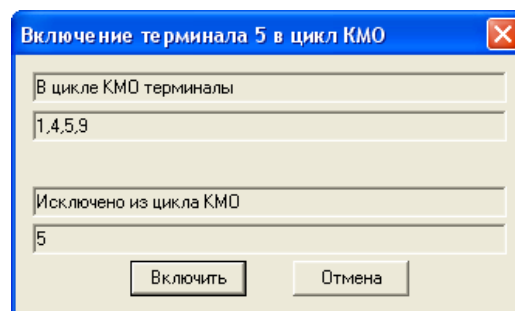 Включение терминала 5 в цикл КМО
В цикле КМО терминалы
1,4,5,9
Исключено из цикла КМО
5
Включить Отмена